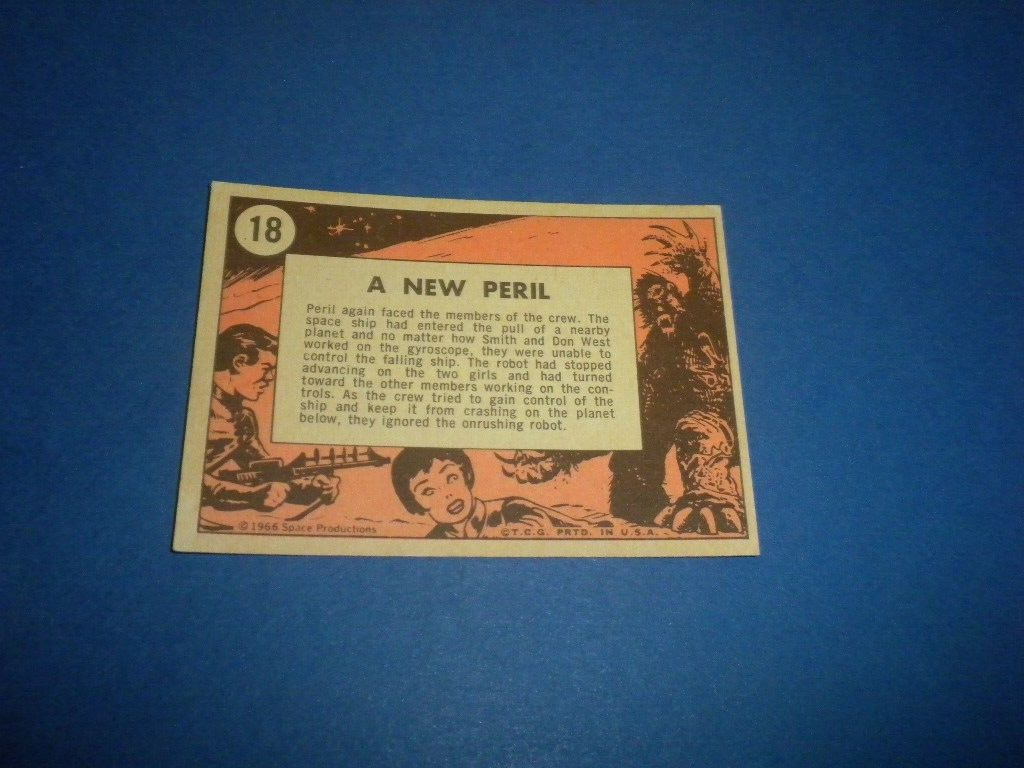 18
A NEW PERIL
Peril again faced the members of the crew. The
space ship had entered the pull of a nearby
planet and no matter how Smith and Don West
worked on the gyroscope, they were unable to
control the falling ship. The robot had stopped
advancing on the two girls and had turned
toward the other members working on the con-
trols. As the crew tried to gain control of the
ship and keep it from crashing on the planet
below, they ignored the onrushing robot.
© 1966 Space Productions
©T.C.G. PRTD. IN U.S.A.